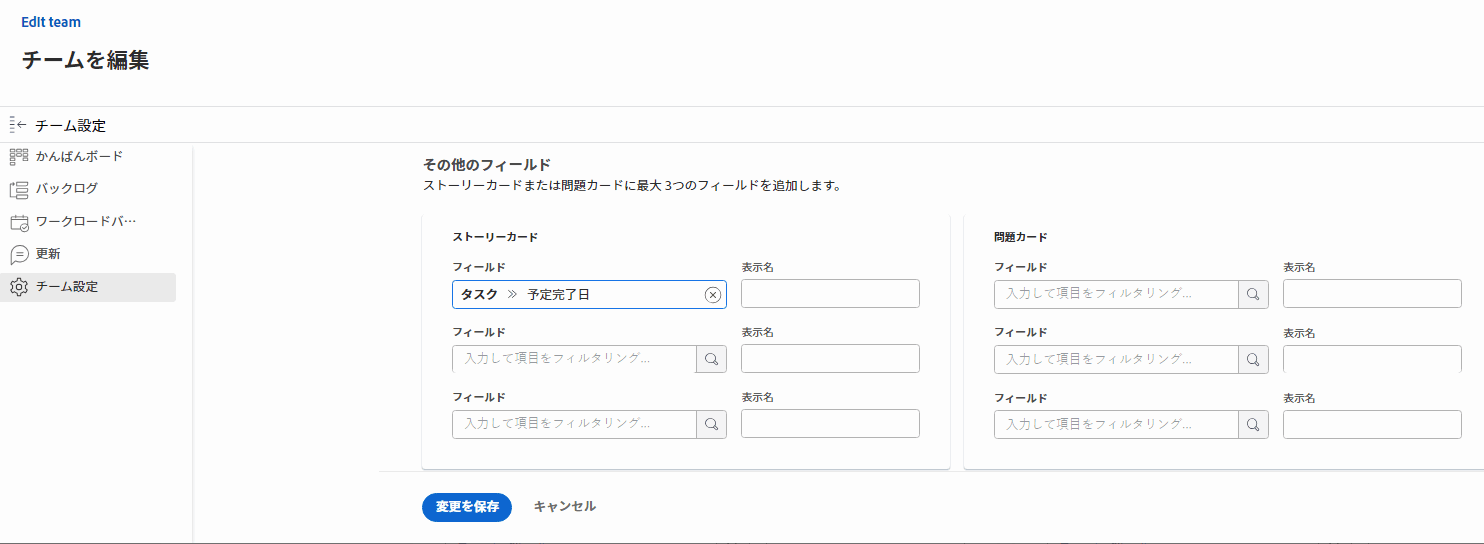 Edit team
チームを編集
チーム設定
かんばんボード
バックログ
ワークロードバ…
更新
チーム設定
その他のフィールド
ストーリーカードまたは問題カードに最大 3つのフィールドを追加します。
ストーリーカード
フィールド 表示名
タスク » 予定完了日
フィールド 表示名
入力して項目をフィルタリング...
フィールド 表示名
入力して項目をフィルタリング...
問題カード
フィールド 表示名
入力して項目をフィルタリング...
フィールド 表示名
入力して項目をフィルタリング...
フィールド 表示名
入力して項目をフィルタリング...
変更を保存 キャンセル